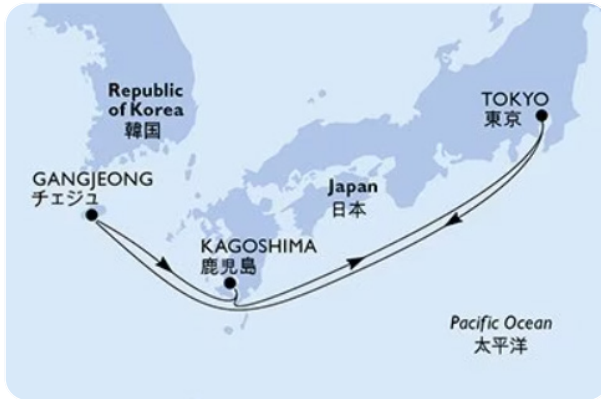 Republic
of Korea
韓国
TOKYO
東京
GANGJEONG
チェジュ
Japan
日本
KAGOSHIMA
鹿児島
Pacific Ocean
太平洋